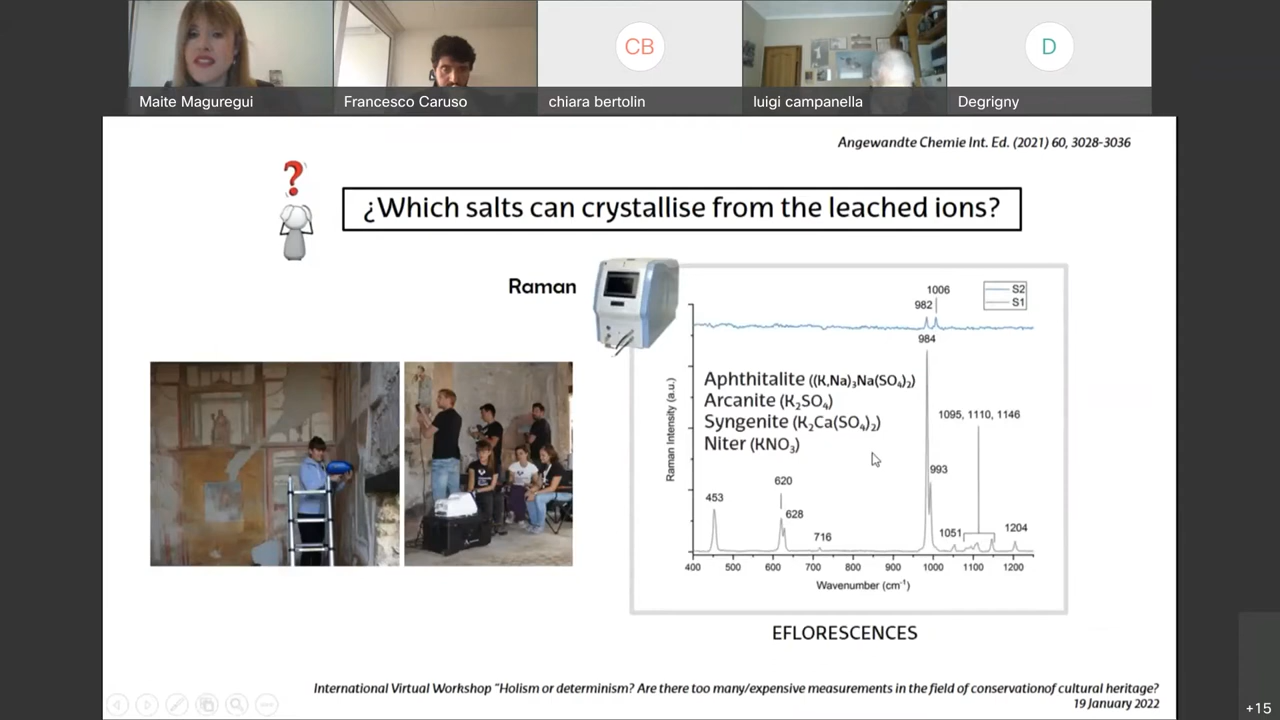 Maite Maguregui
Francesco Caruso
CB
chiara bertolin
luigi campanella
D
Degrigny
Angewandte Chemie Int. Ed. (2021) 60, 3028-3036
?
¿Which salts can crystallise from the leached ions?
Raman
1006
982
S2
S1
984
Aphthitalite ((K,Na)₃Na(SO₄)₂)
Arcanite (K₂SO₄)
Syngenite (K₂Ca(SO₄)₂)
Niter (KNO₃)
1095, 1110, 1146
993
620
453
628
716
1051
1204
Raman Intensity (a.u.)
400 500 600 700 800 900 1000 1100 1200
Wavenumber (cm⁻¹)
EFLORESCENCES
International Virtual Workshop "Holism or determinism? Are there too many/expensive measurements in the field of conservationof cultural heritage?
19 January 2022
+15